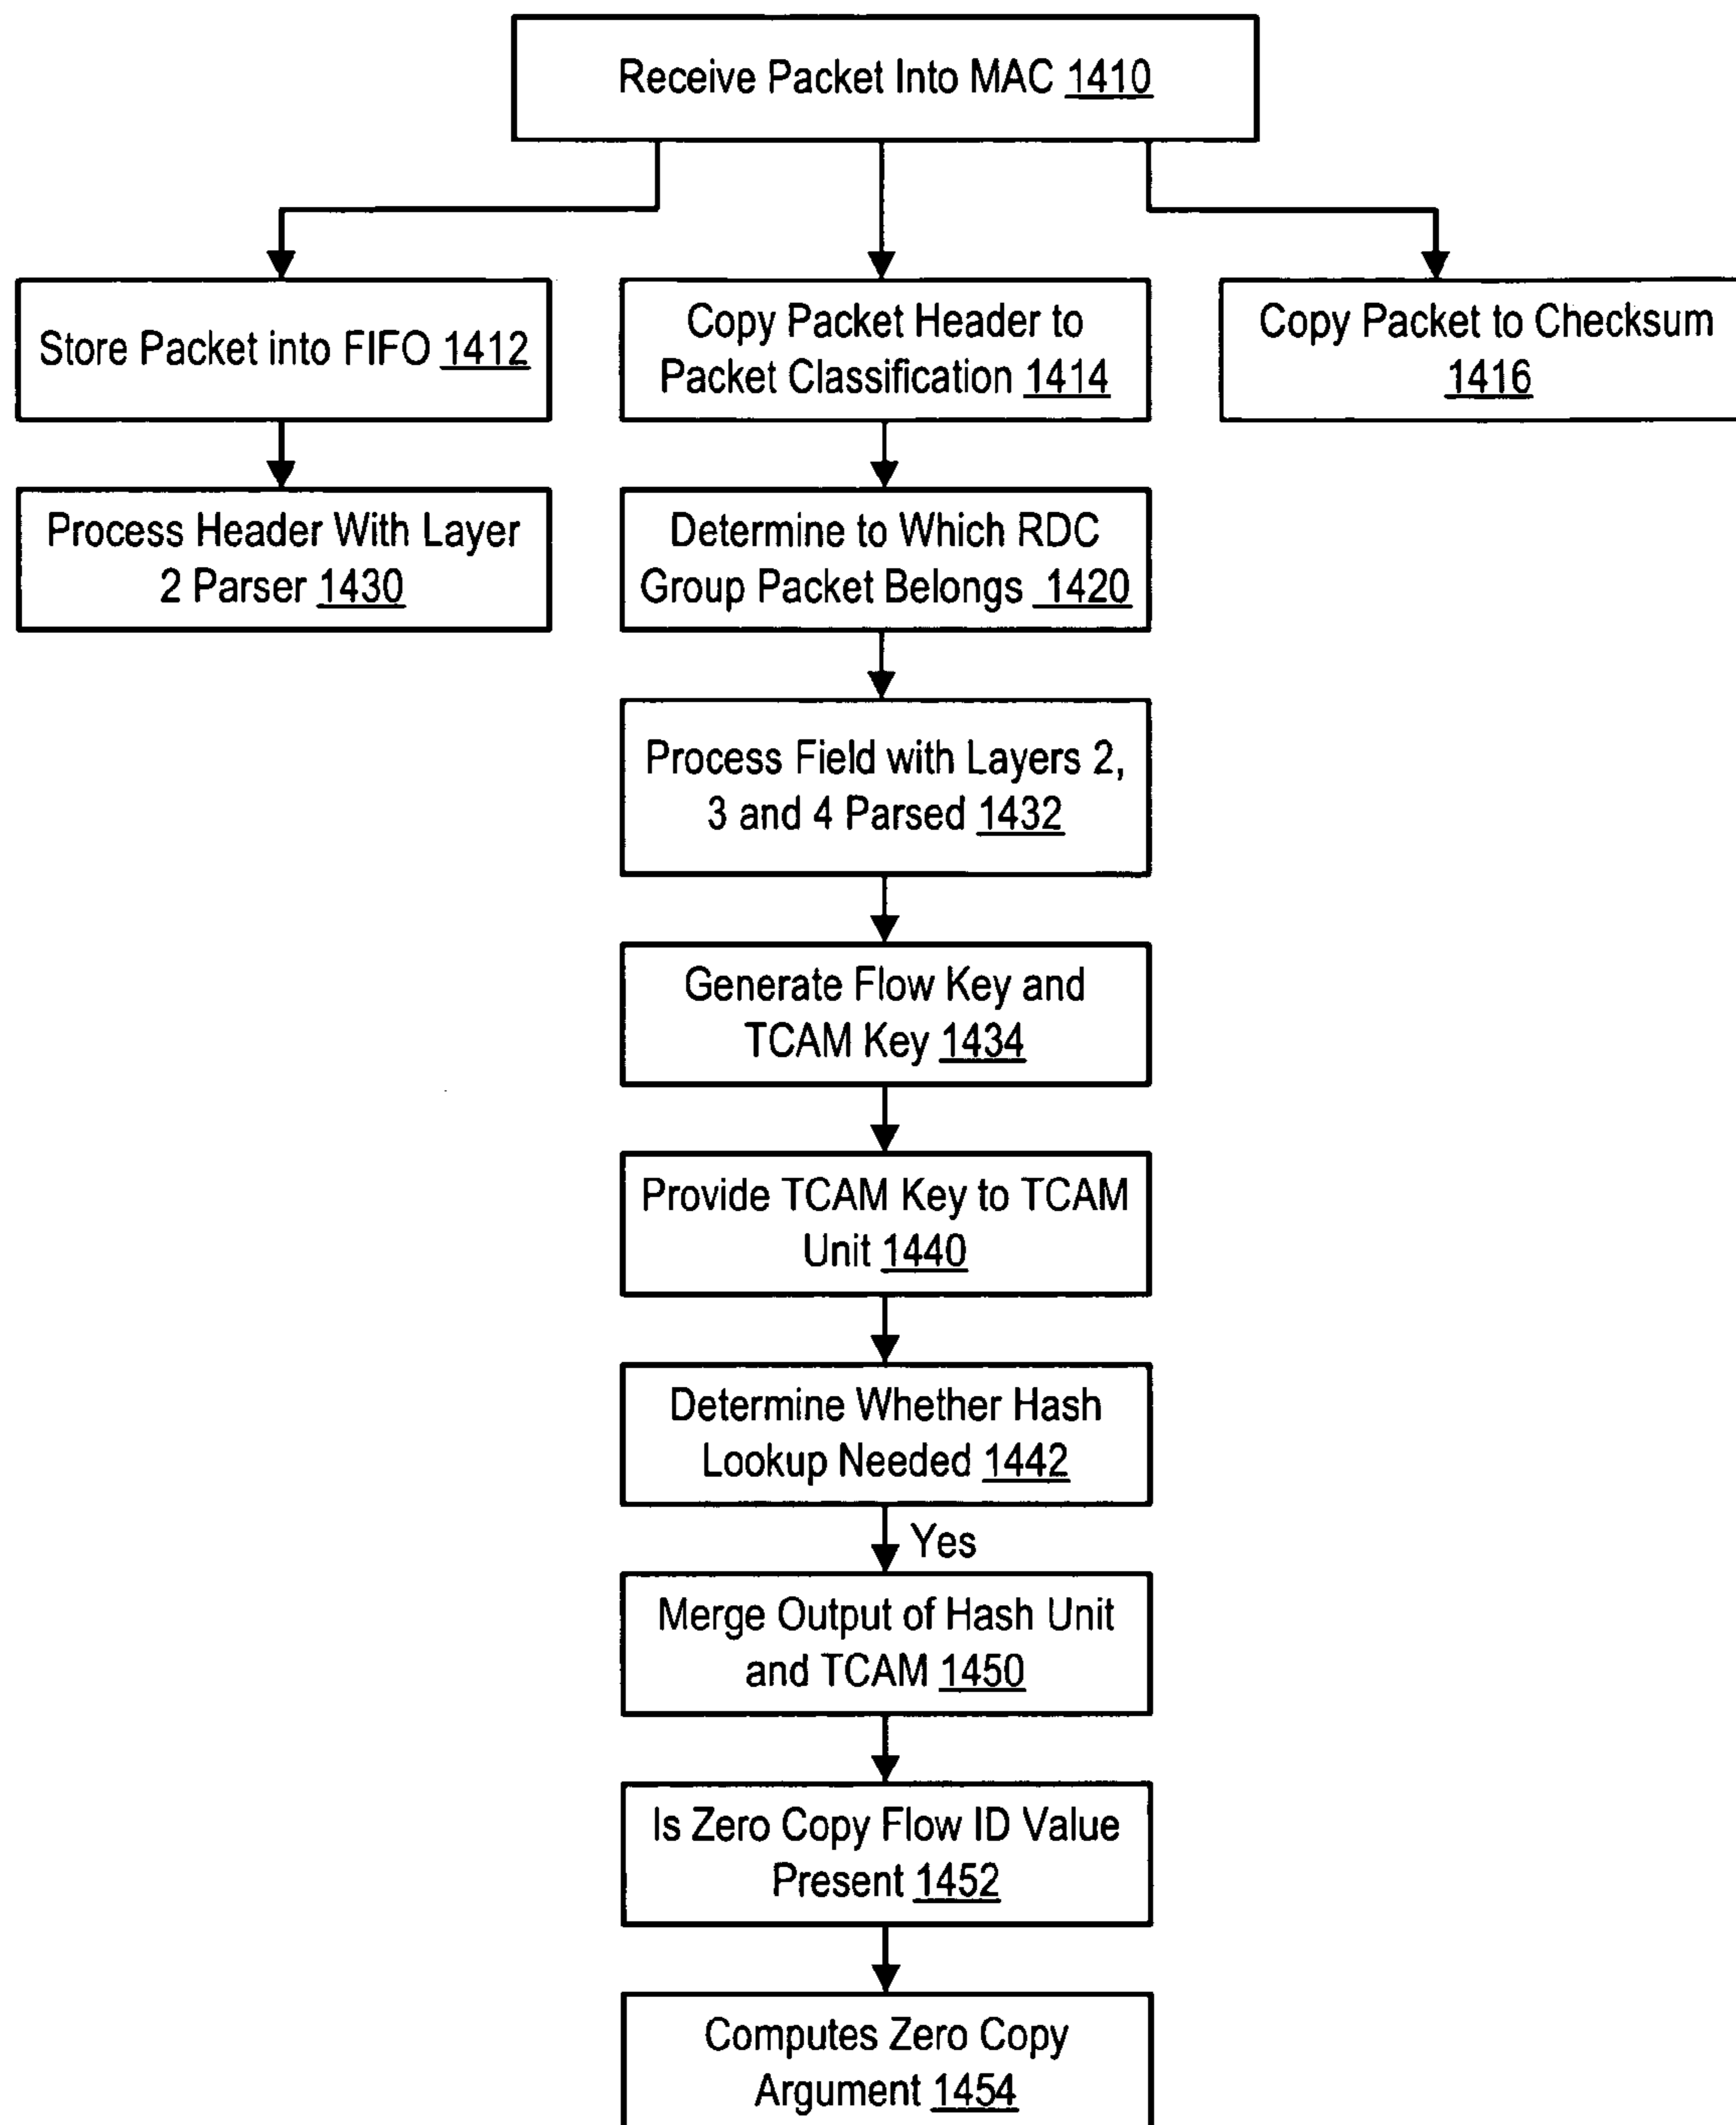 Receive Packet Into MAC 1410
Store Packet into FIFO 1412
Copy Packet Header to
Packet Classification 1414
Copy Packet to Checksum
1416
Process Header With Layer
2 Parser 1430
Determine to Which RDC
Group Packet Belongs 1420
Process Field with Layers 2,
3 and 4 Parsed 1432
Generate Flow Key and
TCAM Key 1434
Provide TCAM Key to TCAM
Unit 1440
Determine Whether Hash
Lookup Needed 1442
Yes
Merge Output of Hash Unit
and TCAM 1450
Is Zero Copy Flow ID Value
Present 1452
Computes Zero Copy
Argument 1454